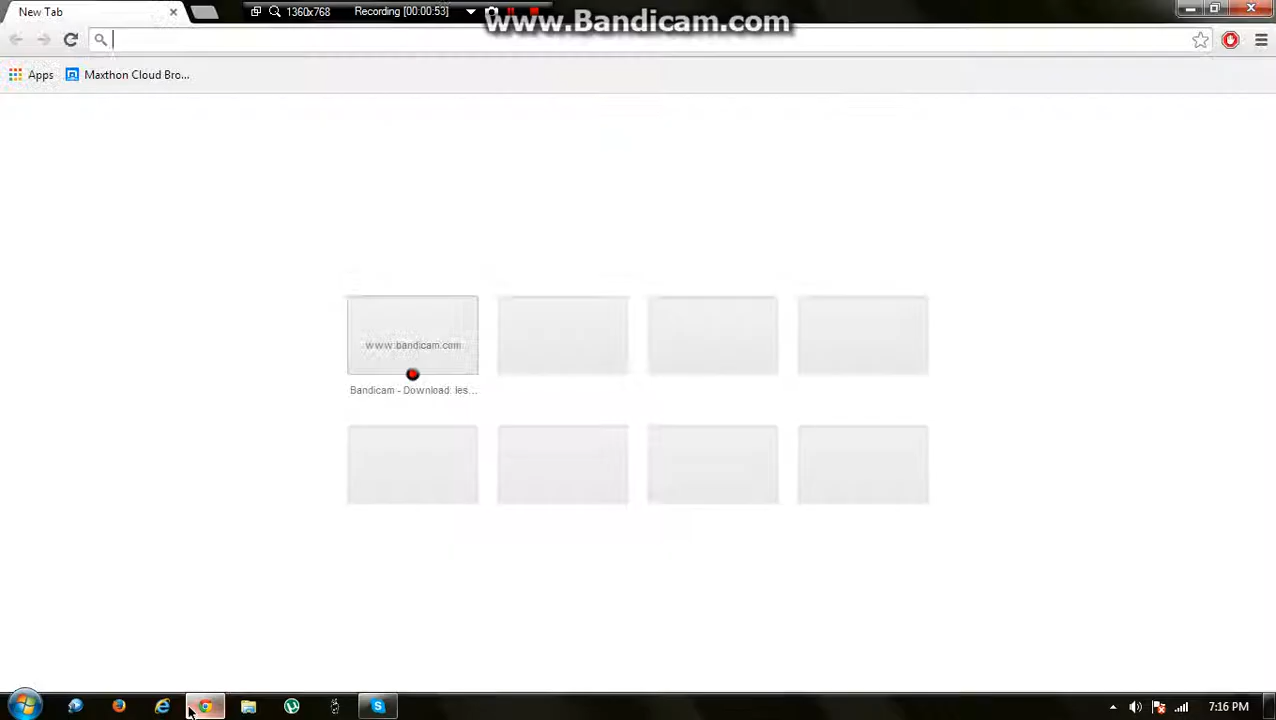 New Tab
1360x768
Recording [00:00:53]
www.Bandicam.com
Apps
Maxthon Cloud Bro...
www.bandicam.com
Bandicam - Download: les...
7:16 PM